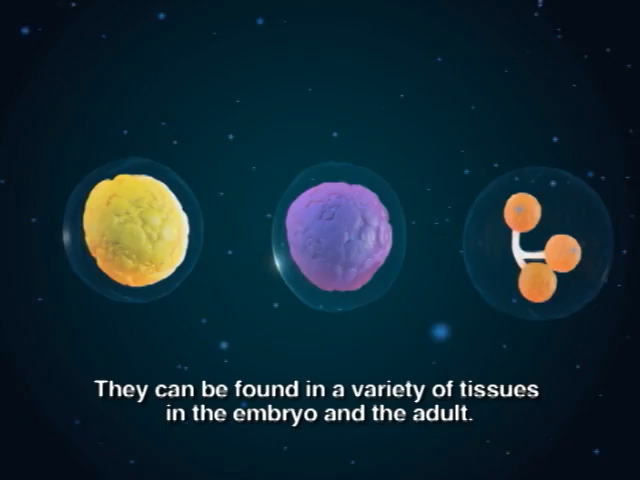 They can be found in a variety of tissues
in the embryo and the adult.